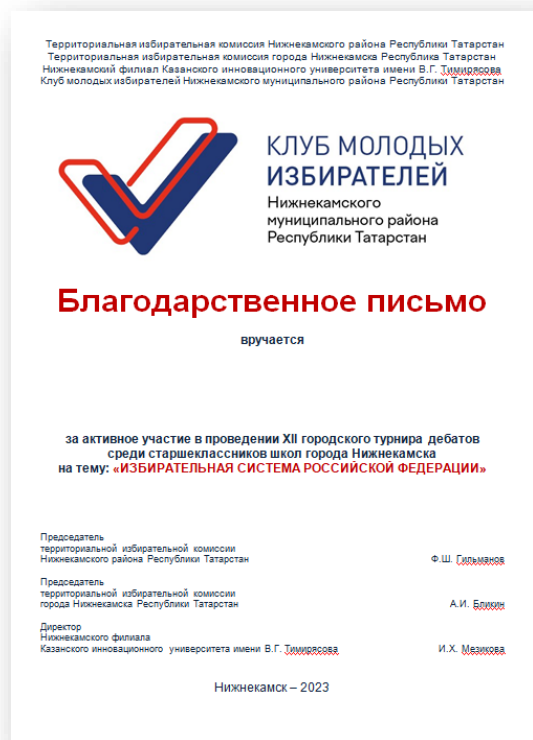 Территориальная избирательная комиссия Нижнекамского района Республики Татарстан
Территориальная избирательная комиссия города Нижнекамска Республика Татарстан
Нижнекамский филиал Казанского инновационного университета имени В.Г. Тимирясова
Клуб молодых избирателей Нижнекамского муниципального района Республики Татарстан
КЛУБ МОЛОДЫХ
ИЗБИРАТЕЛЕЙ
Нижнекамского
муниципального района
Республики Татарстан
Благодарственное письмо
вручается
за активное участие в проведении XII городского турнира дебатов
среди старшеклассников школ города Нижнекамска
на тему: «ИЗБИРАТЕЛЬНАЯ СИСТЕМА РОССИЙСКОЙ ФЕДЕРАЦИИ»
Председатель
территориальной избирательной комиссии
Нижнекамского района Республики Татарстан Ф.Ш. Гильманов
Председатель
территориальной избирательной комиссии
города Нижнекамска Республики Татарстан А.И. Бликин
Директор
Нижнекамского филиала
Казанского инновационного университета имени В.Г. Тимирясова И.Х. Мезикова
Нижнекамск – 2023